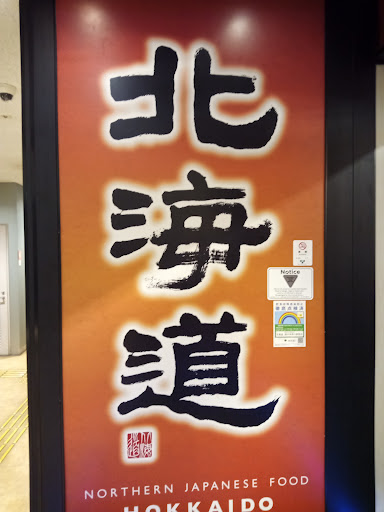 北
海
道
Notice
NORTHERN JAPANESE FOOD
HOKKAIDO